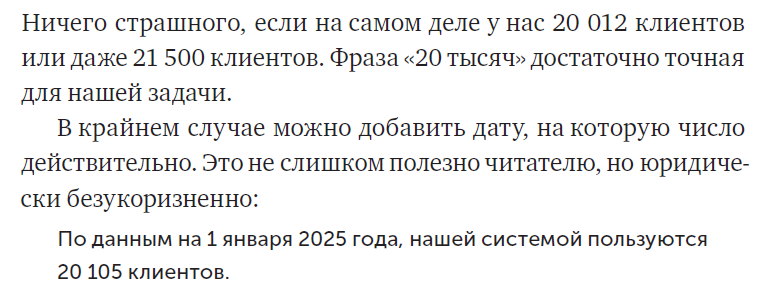 Ничего страшного, если на самом деле у нас 20 012 клиентов
или даже 21 500 клиентов. Фраза «20 тысяч» достаточно точная
для нашей задачи.
В крайнем случае можно добавить дату, на которую число
действительно. Это не слишком полезно читателю, но юридиче-
ски безукоризненно:
По данным на 1 января 2025 года, нашей системой пользуются
20 105 клиентов.